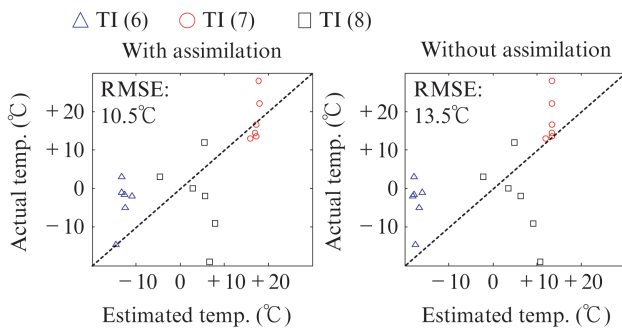 TI (6) TI (7) TI (8)
With assimilation
RMSE:
10.5℃
Actual temp. (℃)
+20
+10
0
−10
−10 0 +10 +20
Estimated temp. (℃)
Without assimilation
RMSE:
13.5℃
Actual temp. (℃)
+20
+10
0
−10
−10 0 +10 +20
Estimated temp. (℃)